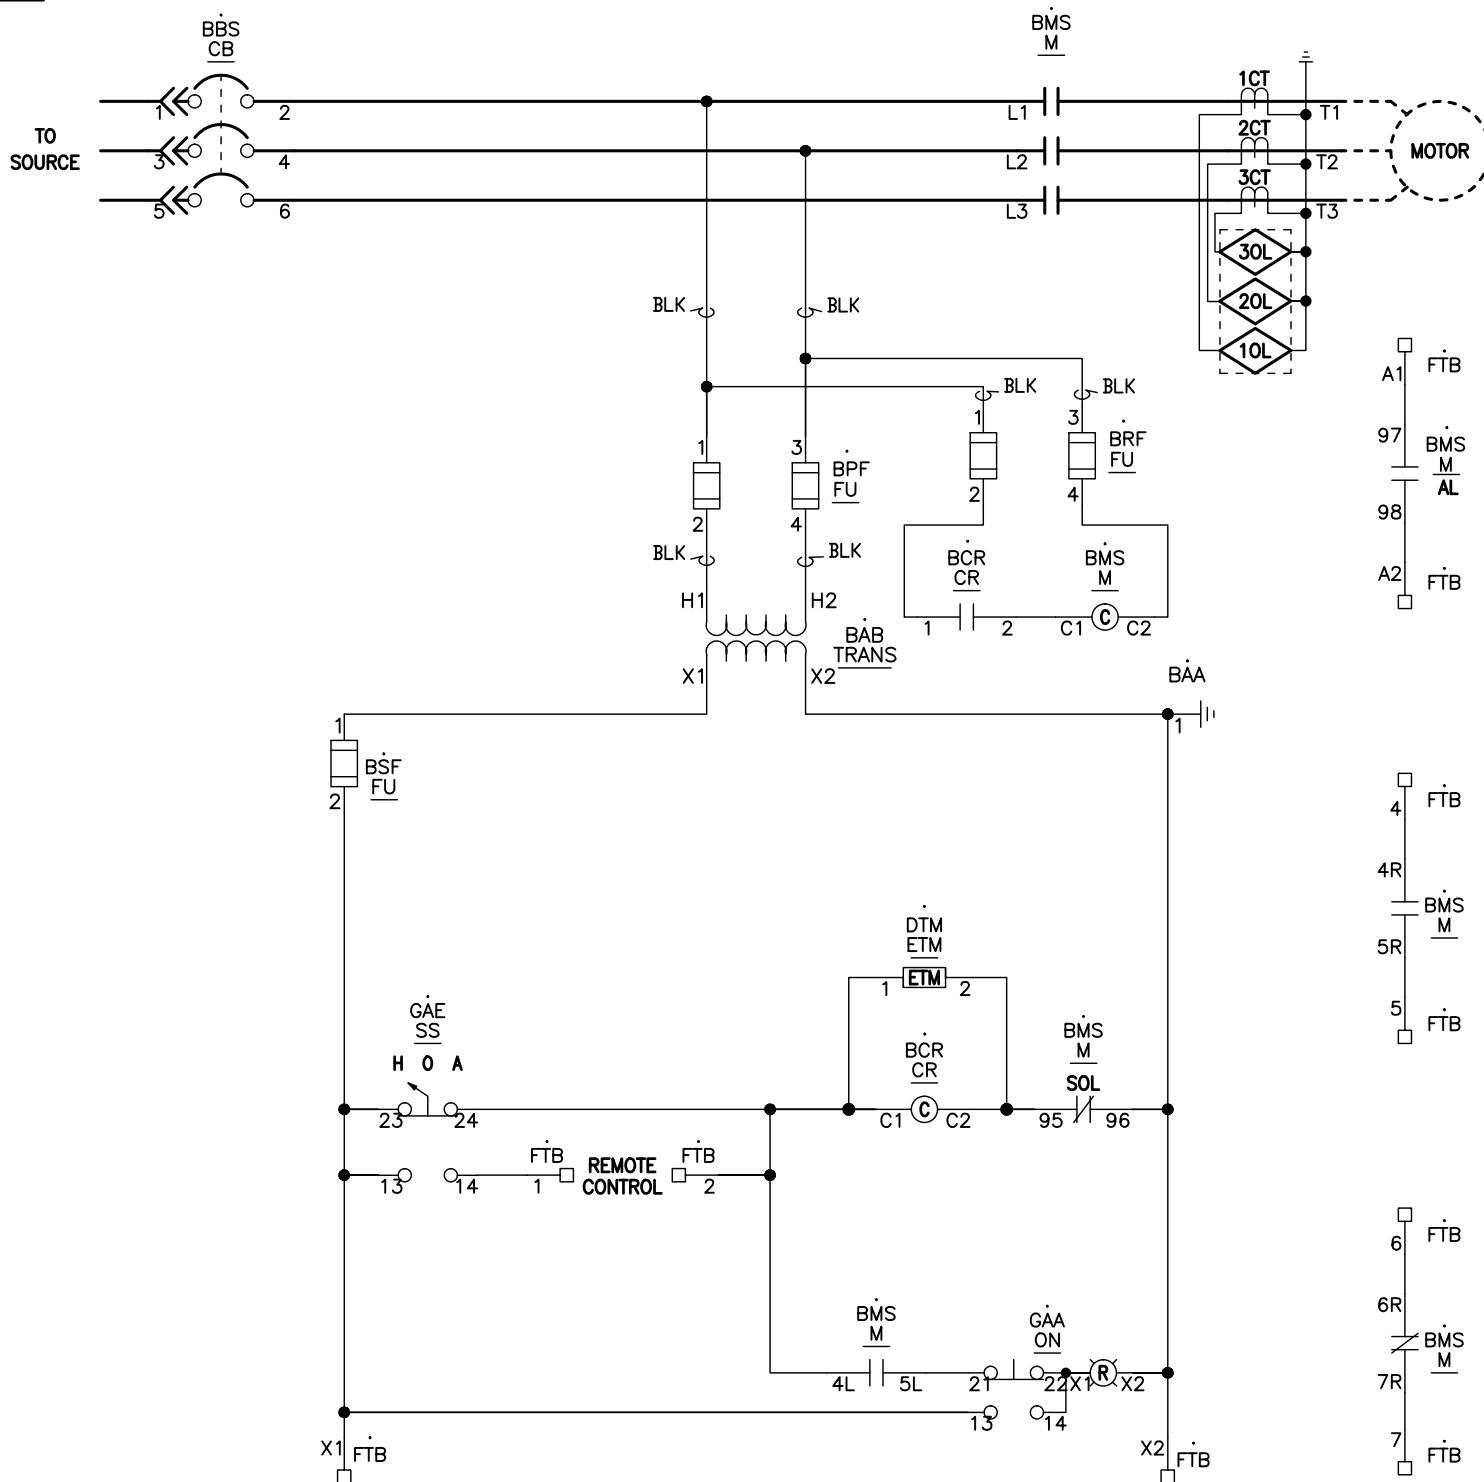 BBS
CB
BMS
M
1CT
1
2
L1
T1
TO
SOURCE
2CT
MOTOR
3
4
L2
T2
3CT
5
6
L3
T3
3OL
BLK
BLK
2OL
1OL
A1
FTB
BLK
BLK
1
3
BRF
FU
97
BMS
M
AL
1
3
BPF
FU
2
4
98
2
4
BLK
BLK
BCR
CR
BMS
M
A2
FTB
H1
H2
1
2
C1
C
C2
BAB
TRANS
X1
X2
BAA
1
1
BSF
FU
2
4
FTB
4R
BMS
M
5R
5
FTB
DTM
ETM
1
ETM
2
GAE
SS
H O A
BCR
CR
BMS
M
SOL
23
24
C1
C
C2
95
96
FTB
REMOTE
CONTROL
FTB
13
14
1
2
6
FTB
6R
BMS
M
7R
7
FTB
BMS
M
GAA
ON
4L
5L
21
22
X1
R
X2
13
14
X1
FTB
X2
FTB